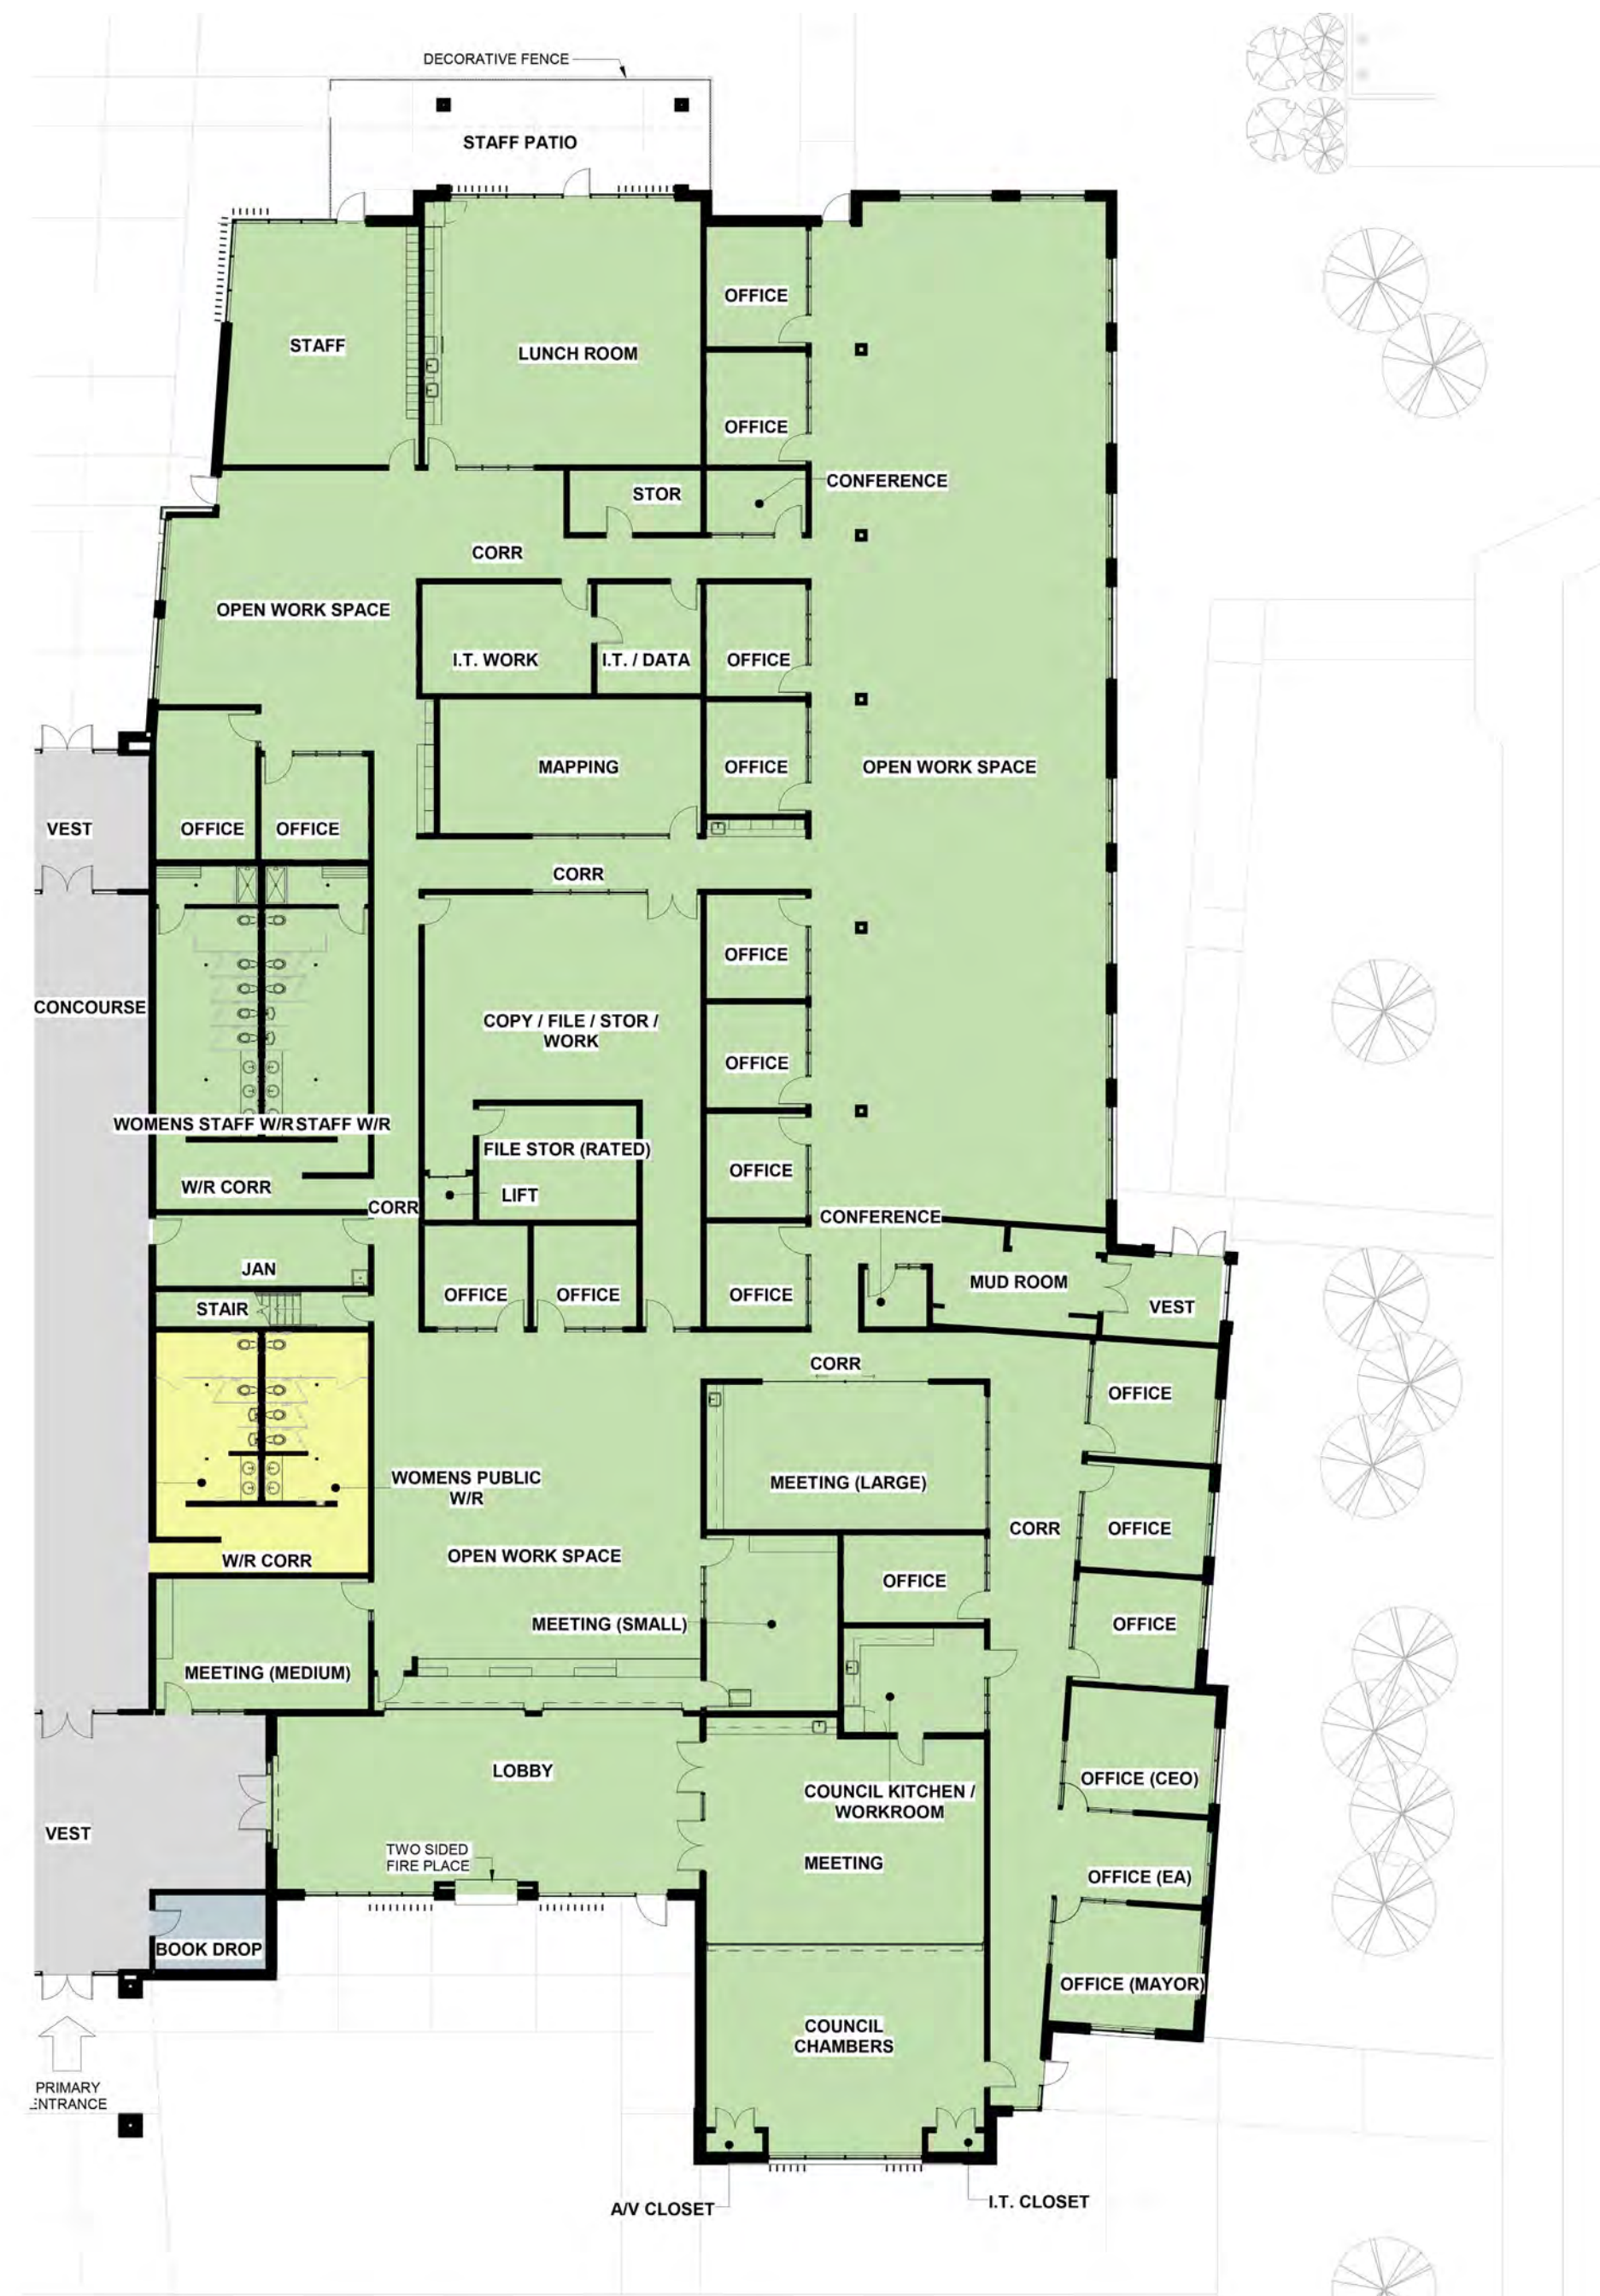 DECORATIVE FENCE
STAFF PATIO
OFFICE
STAFF
LUNCH ROOM
OFFICE
CONFERENCE
STOR
CORR
OPEN WORK SPACE
I.T. WORK
I.T. / DATA
OFFICE
MAPPING
OFFICE
OPEN WORK SPACE
VEST
OFFICE
OFFICE
CORR
OFFICE
CONCOURSE
COPY / FILE / STOR /
WORK
OFFICE
WOMENS STAFF W/R
STAFF W/R
FILE STOR (RATED)
OFFICE
W/R CORR
LIFT
CORR
CONFERENCE
JAN
MUD ROOM
OFFICE
OFFICE
OFFICE
STAIR
VEST
CORR
OFFICE
WOMENS PUBLIC
W/R
MEETING (LARGE)
CORR
OFFICE
W/R CORR
OPEN WORK SPACE
OFFICE
MEETING (SMALL)
OFFICE
MEETING (MEDIUM)
LOBBY
OFFICE (CEO)
COUNCIL KITCHEN /
WORKROOM
VEST
TWO SIDED
FIRE PLACE
MEETING
OFFICE (EA)
BOOK DROP
OFFICE (MAYOR)
COUNCIL
CHAMBERS
PRIMARY
ENTRANCE
A/V CLOSET
I.T. CLOSET